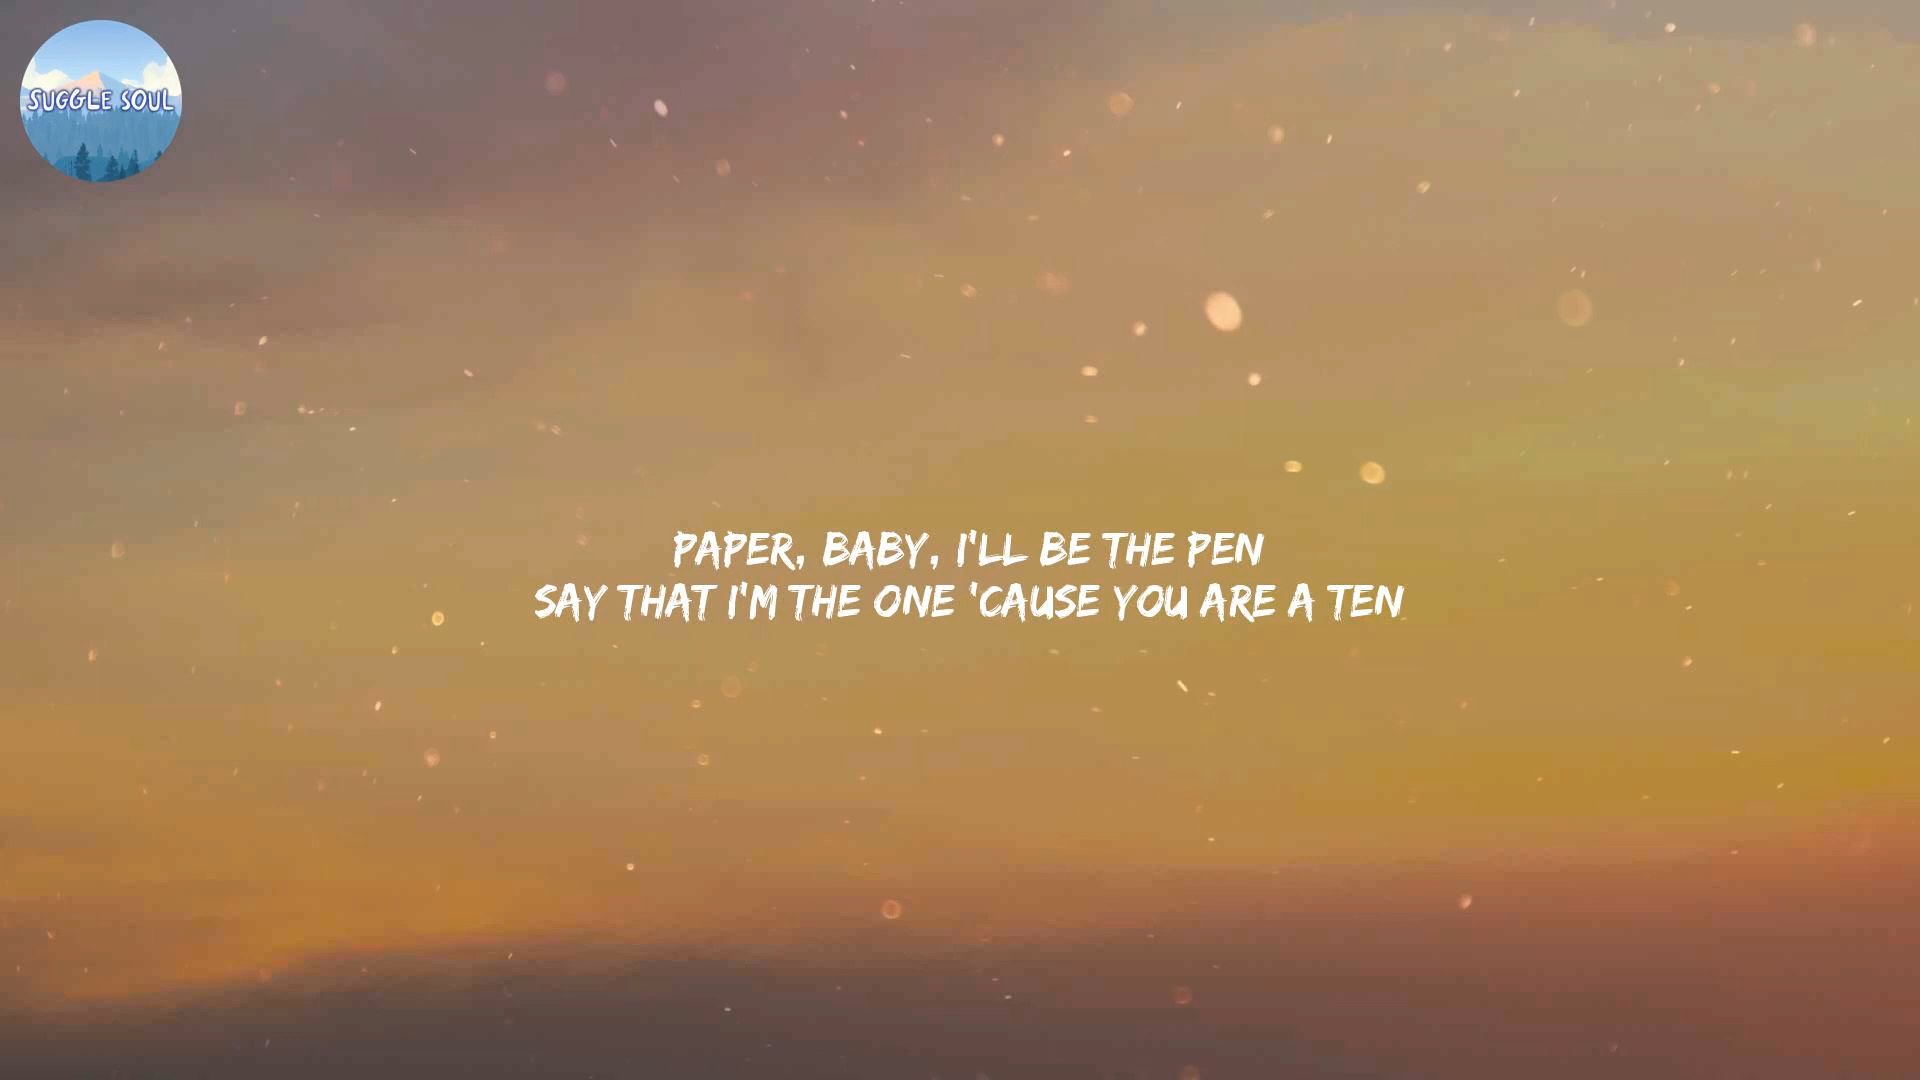 SUGGLE SOUL
PAPER, BABY, I'LL BE THE PEN
SAY THAT I'M THE ONE 'CAUSE YOU ARE A TEN